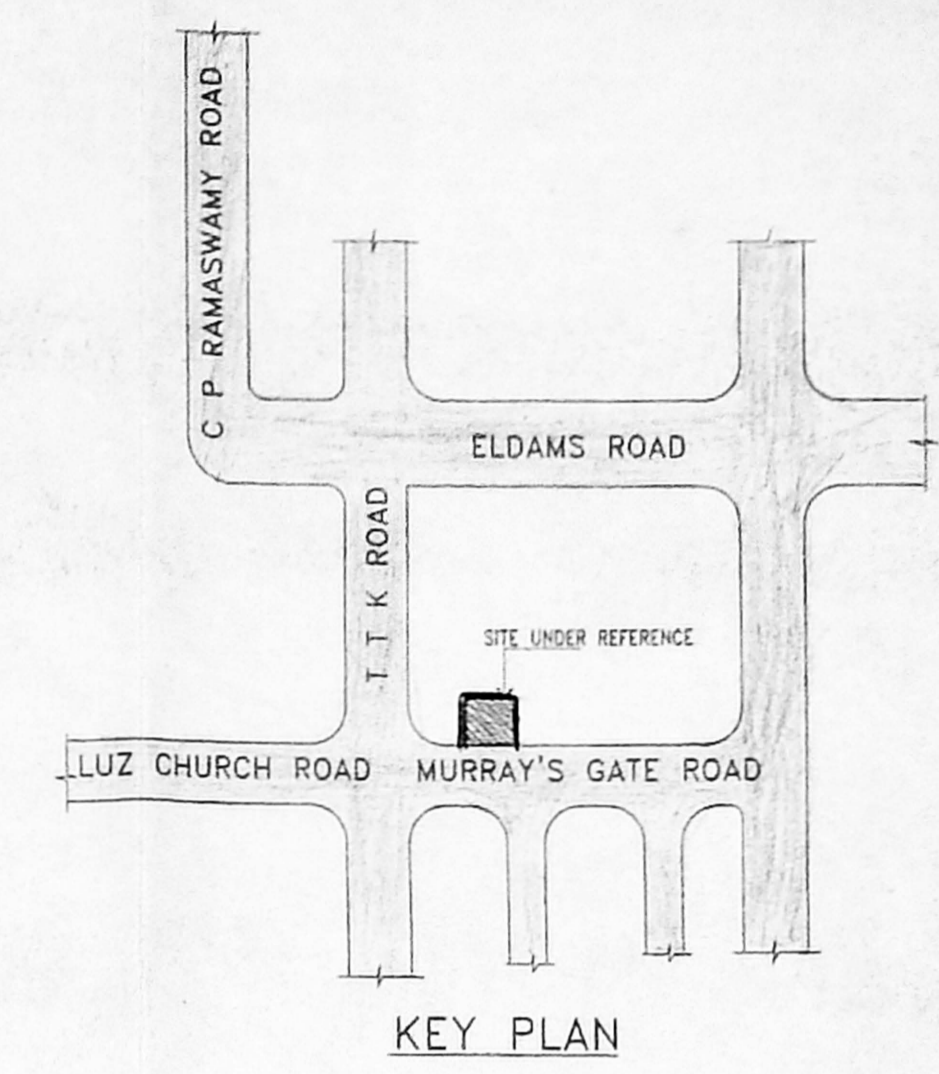 C P RAMASWAMY ROAD
ELDAMS ROAD
T T K ROAD
SITE UNDER REFERENCE
LUZ CHURCH ROAD
MURRAY'S GATE ROAD
KEY PLAN